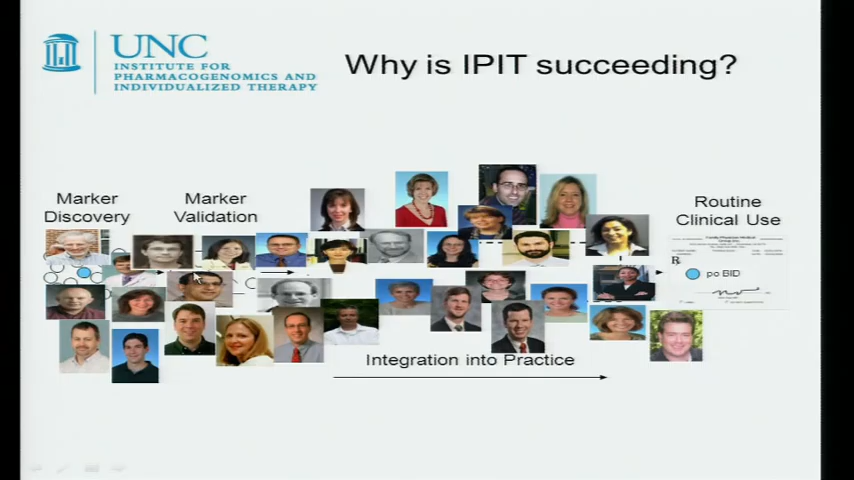 UNC
INSTITUTE FOR
PHARMACOGENOMICS AND
INDIVIDUALIZED THERAPY
Why is IPIT succeeding?
Marker
Discovery
Marker
Validation
Routine
Clinical Use
po BID
Integration into Practice